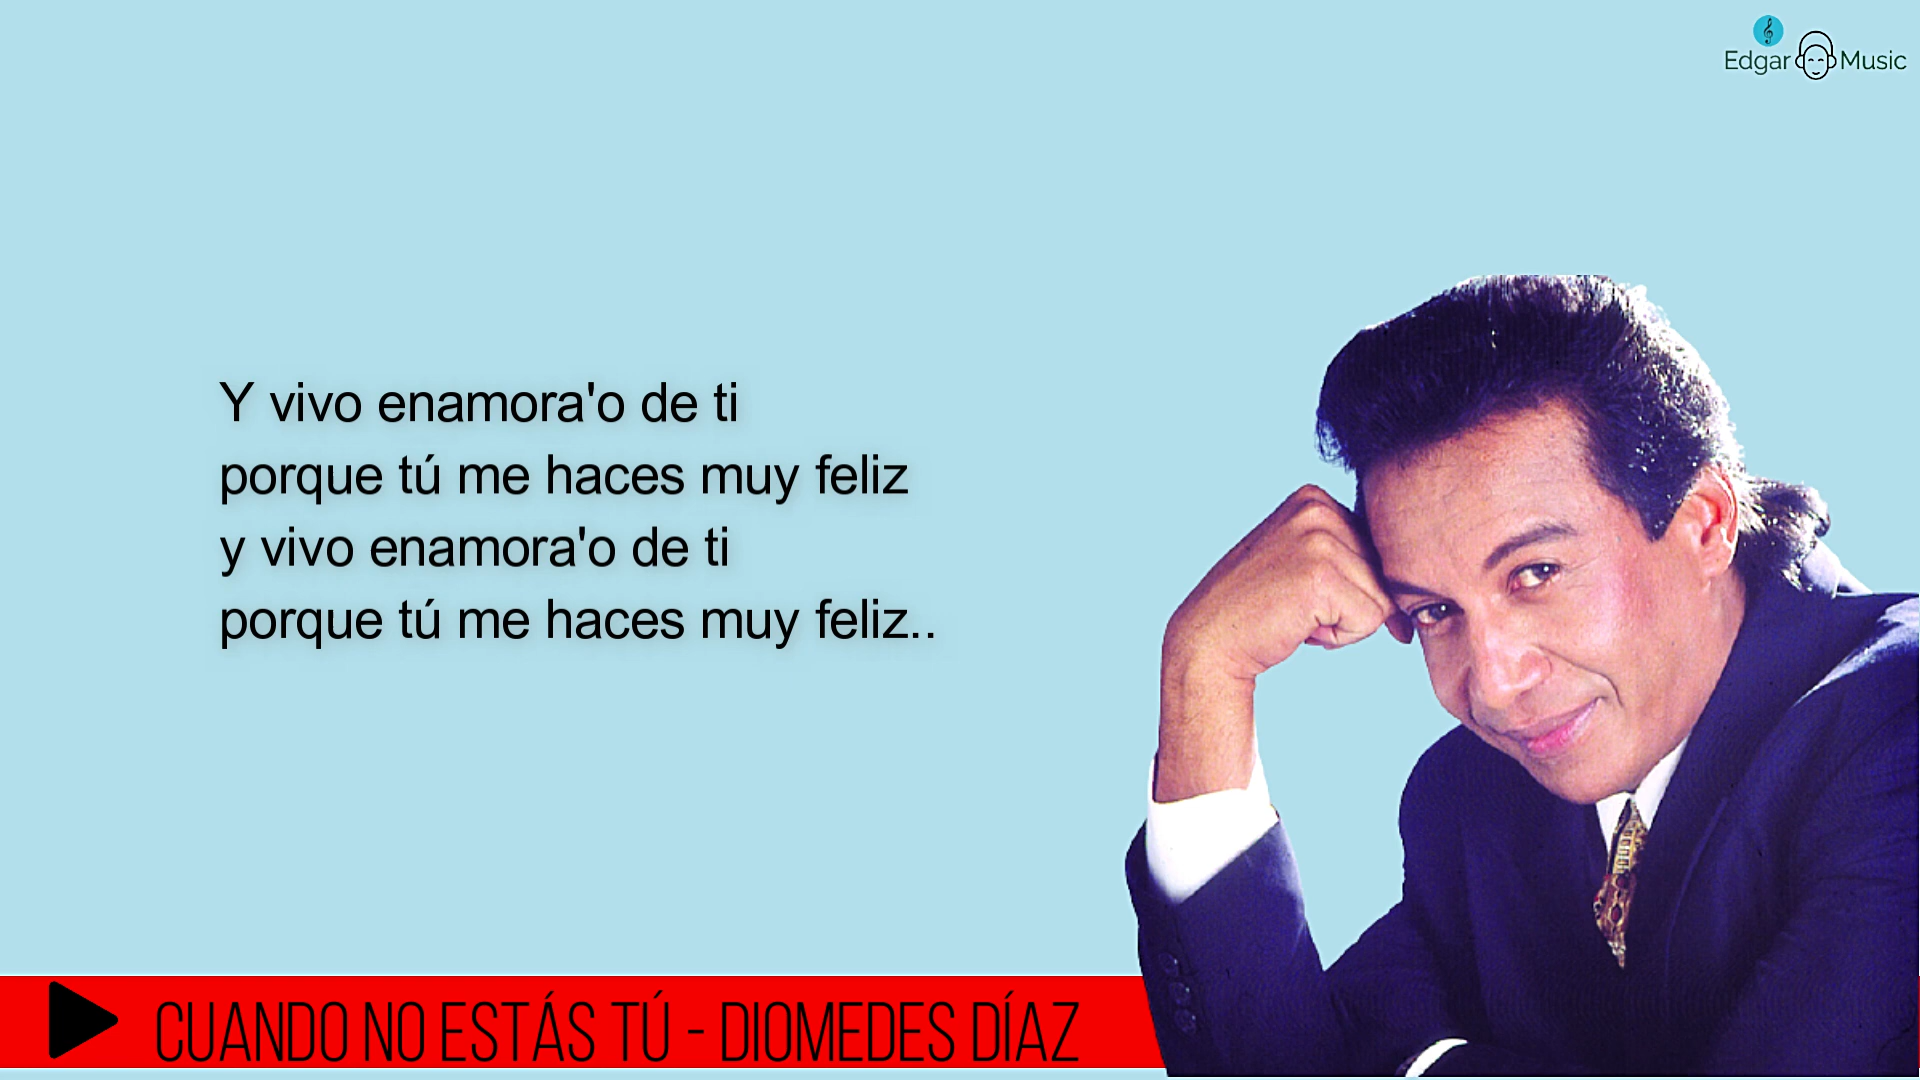 Edgar Music
Y vivo enamora'o de ti
porque tú me haces muy feliz
y vivo enamora'o de ti
porque tú me haces muy feliz..
CUANDO NO ESTÁS TÚ - DIOMEDES DÍAZ